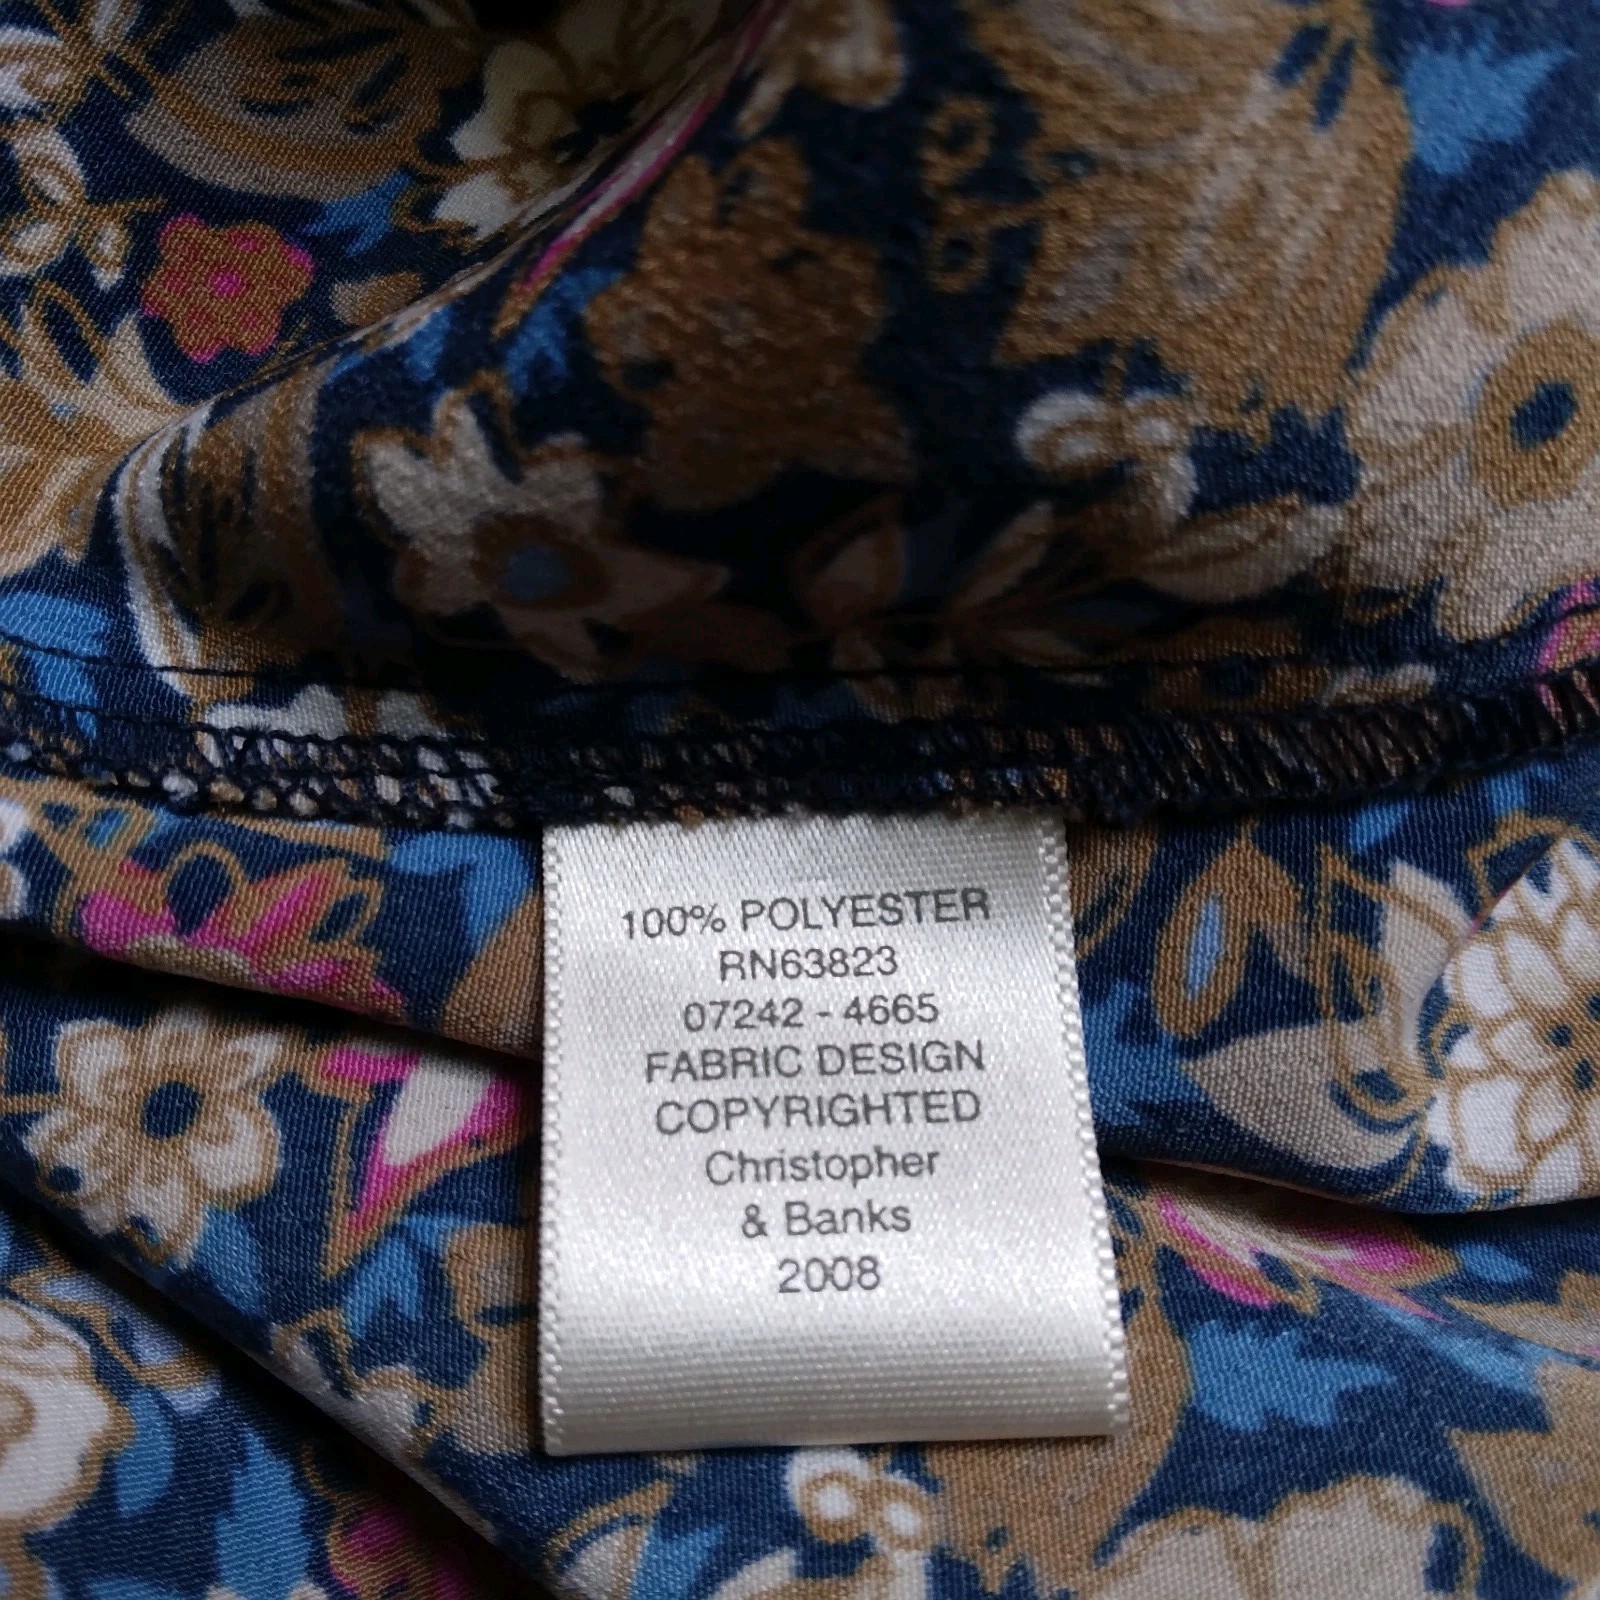 100% POLYESTER
RN63823
07242 - 4665
FABRIC DESIGN
COPYRIGHTED
Christopher
& Banks
2008